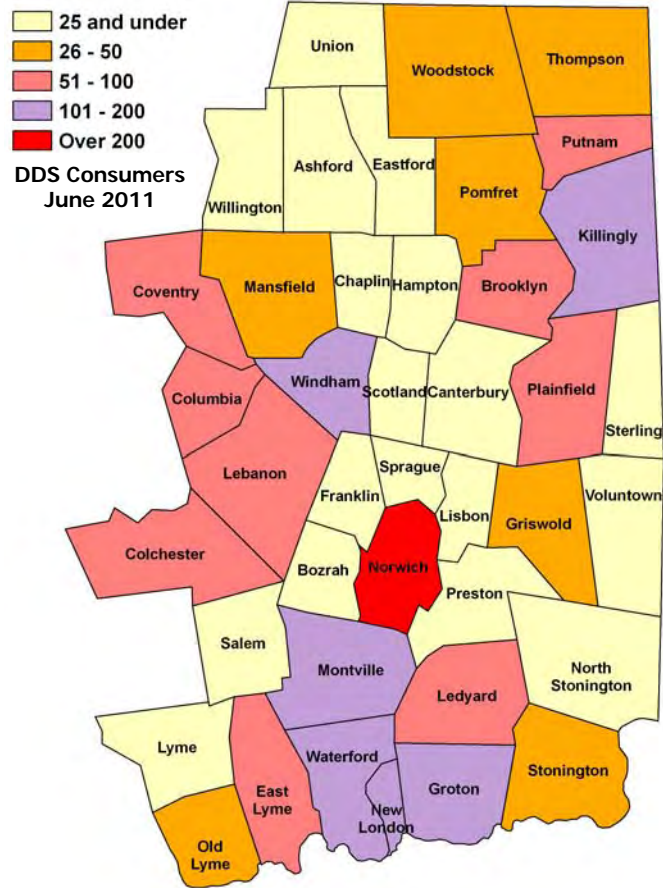 25 and under
26 - 50
51 - 100
101 - 200
Over 200
DDS Consumers
June 2011
Union
Woodstock
Thompson
Putnam
Ashford
Eastford
Willington
Pomfret
Killingly
Coventry
Mansfield
Chaplin
Hampton
Brooklyn
Windham
Columbia
Scotland
Canterbury
Plainfield
Sterling
Lebanon
Franklin
Sprague
Lisbon
Griswold
Voluntown
Colchester
Bozrah
Norwich
Preston
Salem
Montville
Ledyard
North
Stonington
Lyme
Waterford
East
Lyme
New
London
Groton
Stonington
Old
Lyme